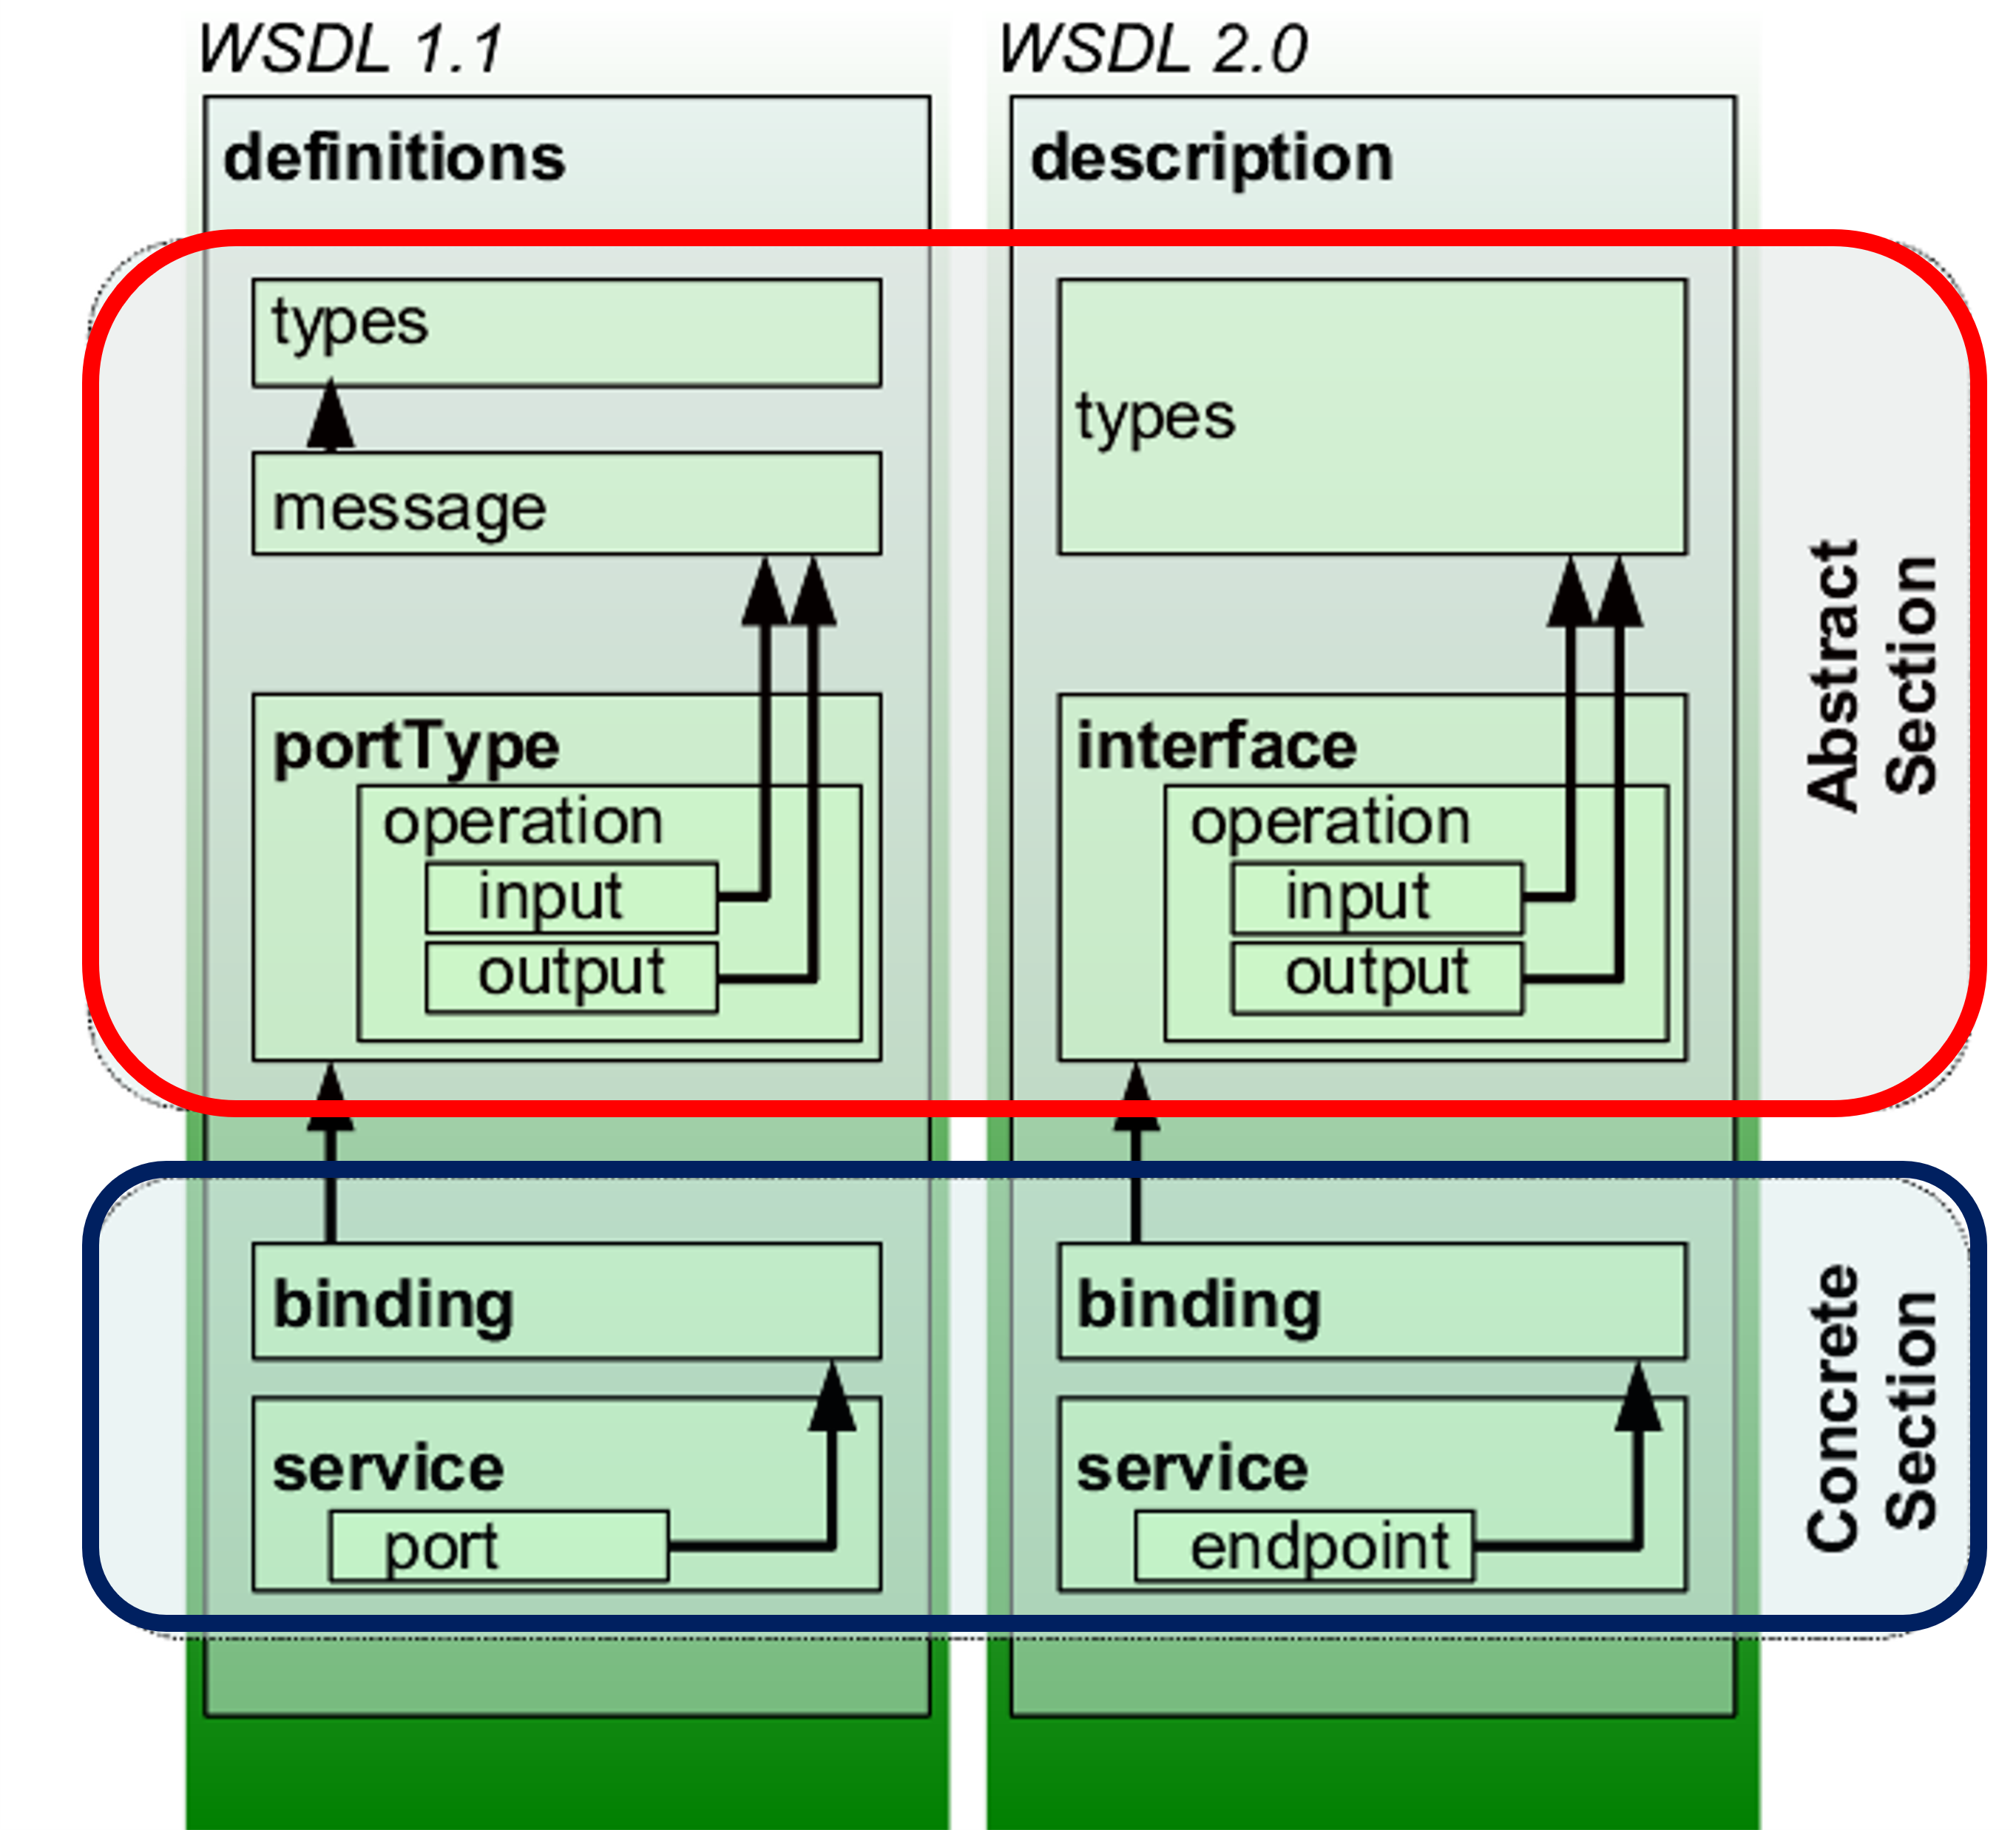 WSDL 1.1
definitions
types
message
portType
operation
input
output
binding
service
port
WSDL 2.0
description
types
interface
operation
input
output
binding
service
endpoint
Abstract
Section
Concrete
Section